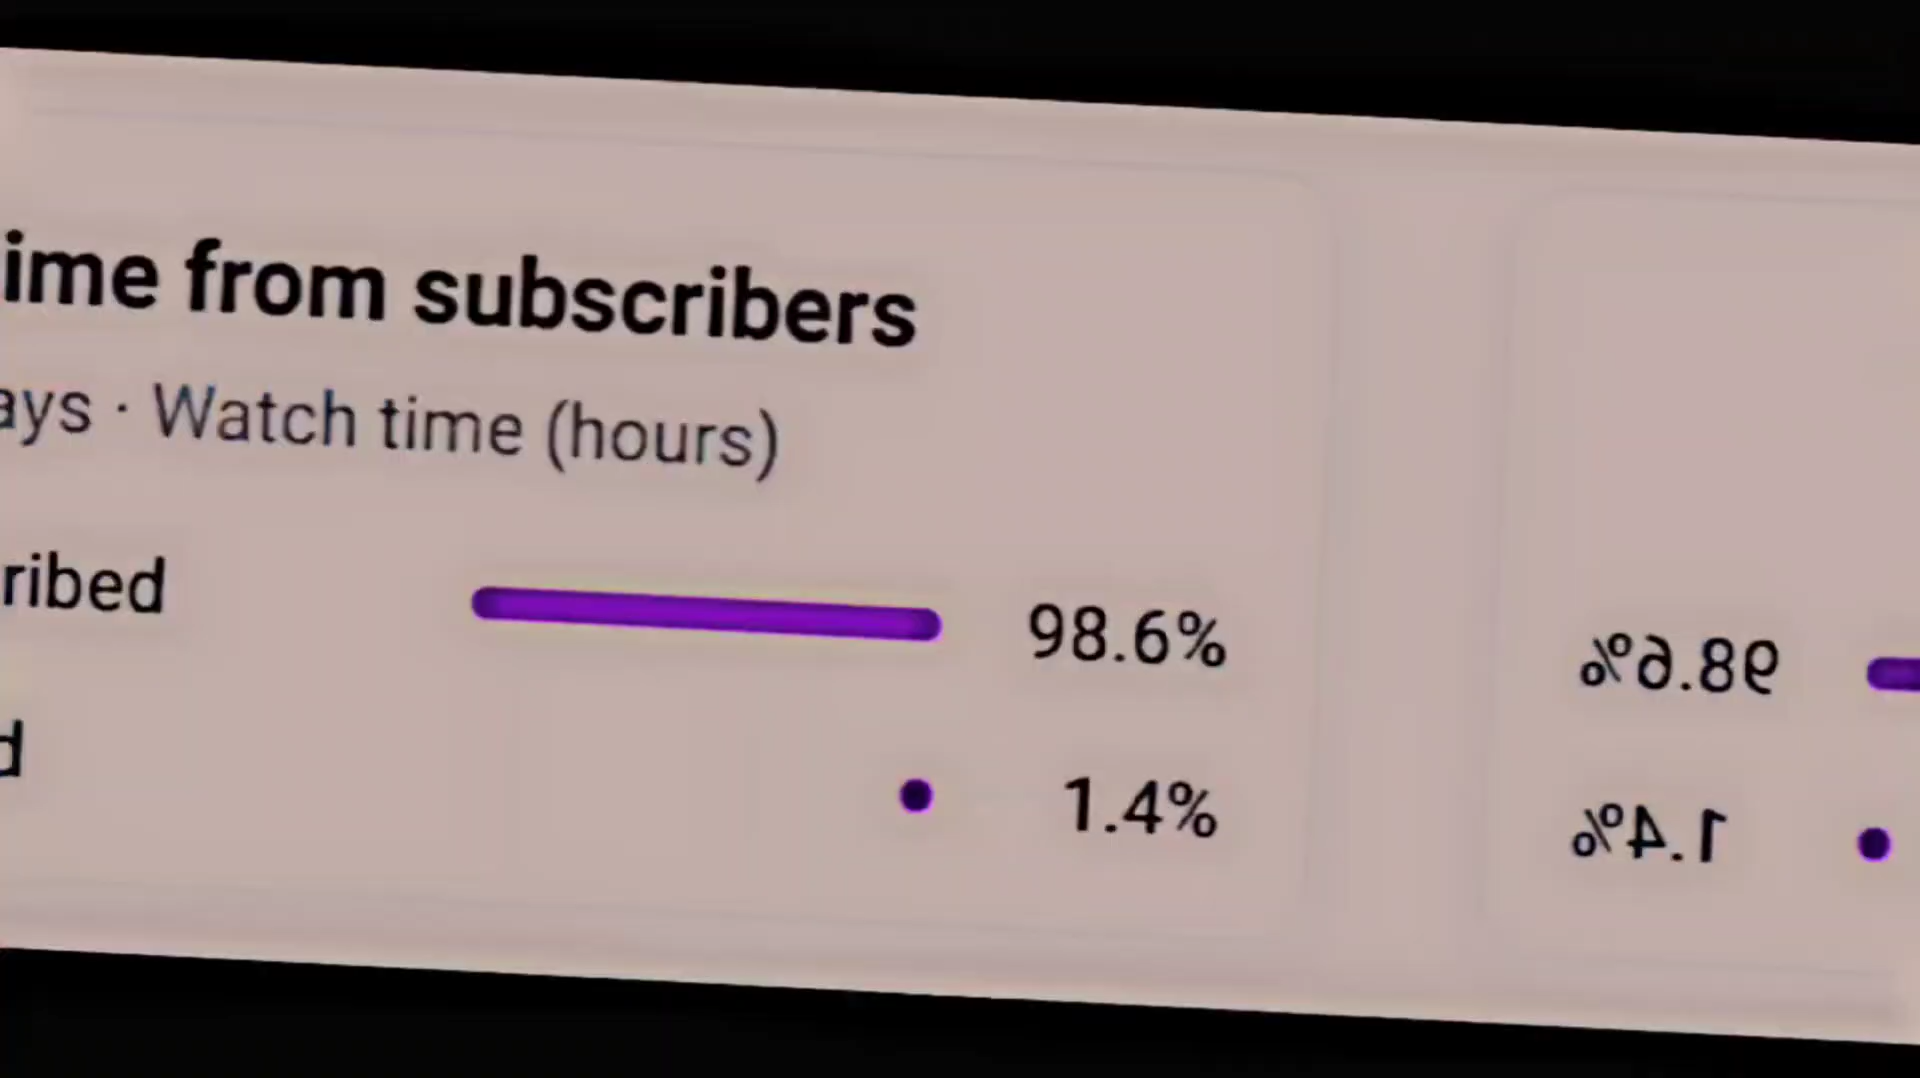 ime from subscribers
ays · Watch time (hours)
ribed 98.6%
d 1.4%
98.6%
1.4%